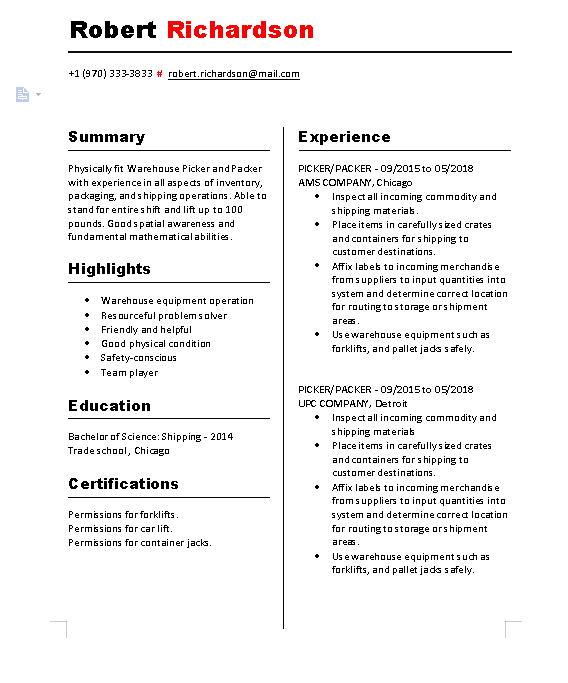 Robert Richardson
+1 (970) 333-3833 # robert.richardson@mail.com
Summary
Physically fit Warehouse Picker and Packer
with experience in all aspects of inventory,
packaging, and shipping operations. Able to
stand for entire shift and lift up to 100
pounds. Good spatial awareness and
fundamental mathematical abilities.
Highlights
• Warehouse equipment operation
• Resourceful problem solver
• Friendly and helpful
• Good physical condition
• Safety-conscious
• Team player
Education
Bachelor of Science: Shipping - 2014
Trade school, Chicago
Certifications
Permissions for forklifts.
Permissions for car lift.
Permissions for container jacks.
Experience
PICKER/PACKER - 09/2015 to 05/2018
AMS COMPANY, Chicago
• Inspect all incoming commodity and
shipping materials.
• Place items in carefully sized crates
and containers for shipping to
customer destinations.
• Affix labels to incoming merchandise
from suppliers to input quantities into
system and determine correct location
for routing to storage or shipment
areas.
• Use warehouse equipment such as
forklifts, and pallet jacks safely.
PICKER/PACKER - 09/2015 to 05/2018
UPC COMPANY, Detroit
• Inspect all incoming commodity and
shipping materials
• Place items in carefully sized crates
and containers for shipping to
customer destinations.
• Affix labels to incoming merchandise
from suppliers to input quantities into
system and determine correct location
for routing to storage or shipment
areas.
• Use warehouse equipment such as
forklifts, and pallet jacks safely.